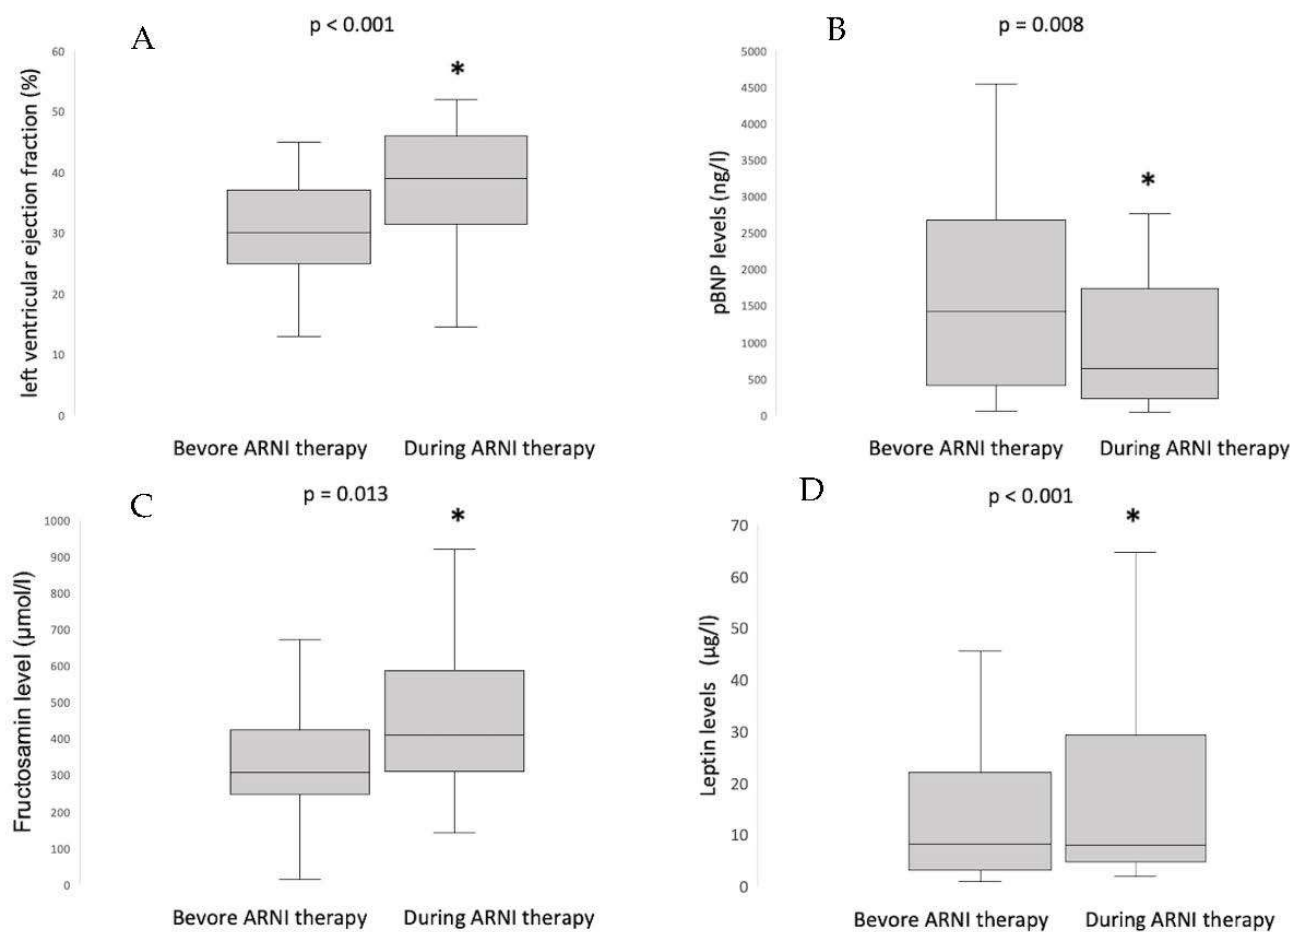 A
p < 0.001
*
left ventricular ejection fraction (%)
60
50
40
30
20
10
0
Bevore ARNI therapy
During ARNI therapy
B
p = 0.008
*
pBNP levels (ng/l)
5000
4500
4000
3500
3000
2500
2000
1500
1000
500
0
Bevore ARNI therapy
During ARNI therapy
C
p = 0.013
*
Fructosamin level (μmol/l)
1000
900
800
700
600
500
400
300
200
100
0
Bevore ARNI therapy
During ARNI therapy
D
p < 0.001
*
Leptin levels (μg/l)
70
60
50
40
30
20
10
0
Bevore ARNI therapy
During ARNI therapy